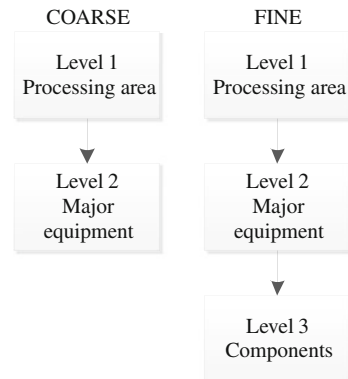 COARSE
Level 1
Processing area
Level 2
Major
equipment
FINE
Level 1
Processing area
Level 2
Major
equipment
Level 3
Components